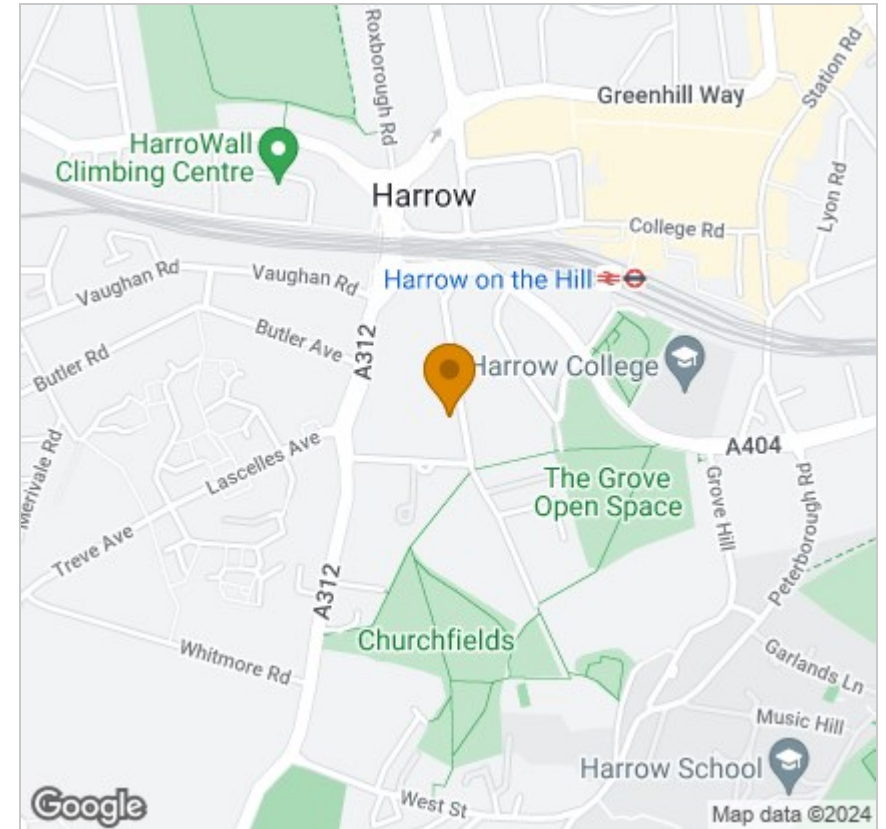 Roxborough Rd
Greenhill Way
Station Rd
HarroWall
Climbing Centre
Harrow
Lyon Rd
College Rd
Vaughan Rd
Vaughan Rd
Harrow on the Hill
Butler Ave
A312
Butler Rd
Harrow College
Merivale Rd
Lascelles Ave
A404
The Grove
Open Space
Grove Hill
Peterborough Rd
Treve Ave
A312
Churchfields
Whitmore Rd
Garlands Ln
Music Hill
Harrow School
West St
Google
Map data ©2024